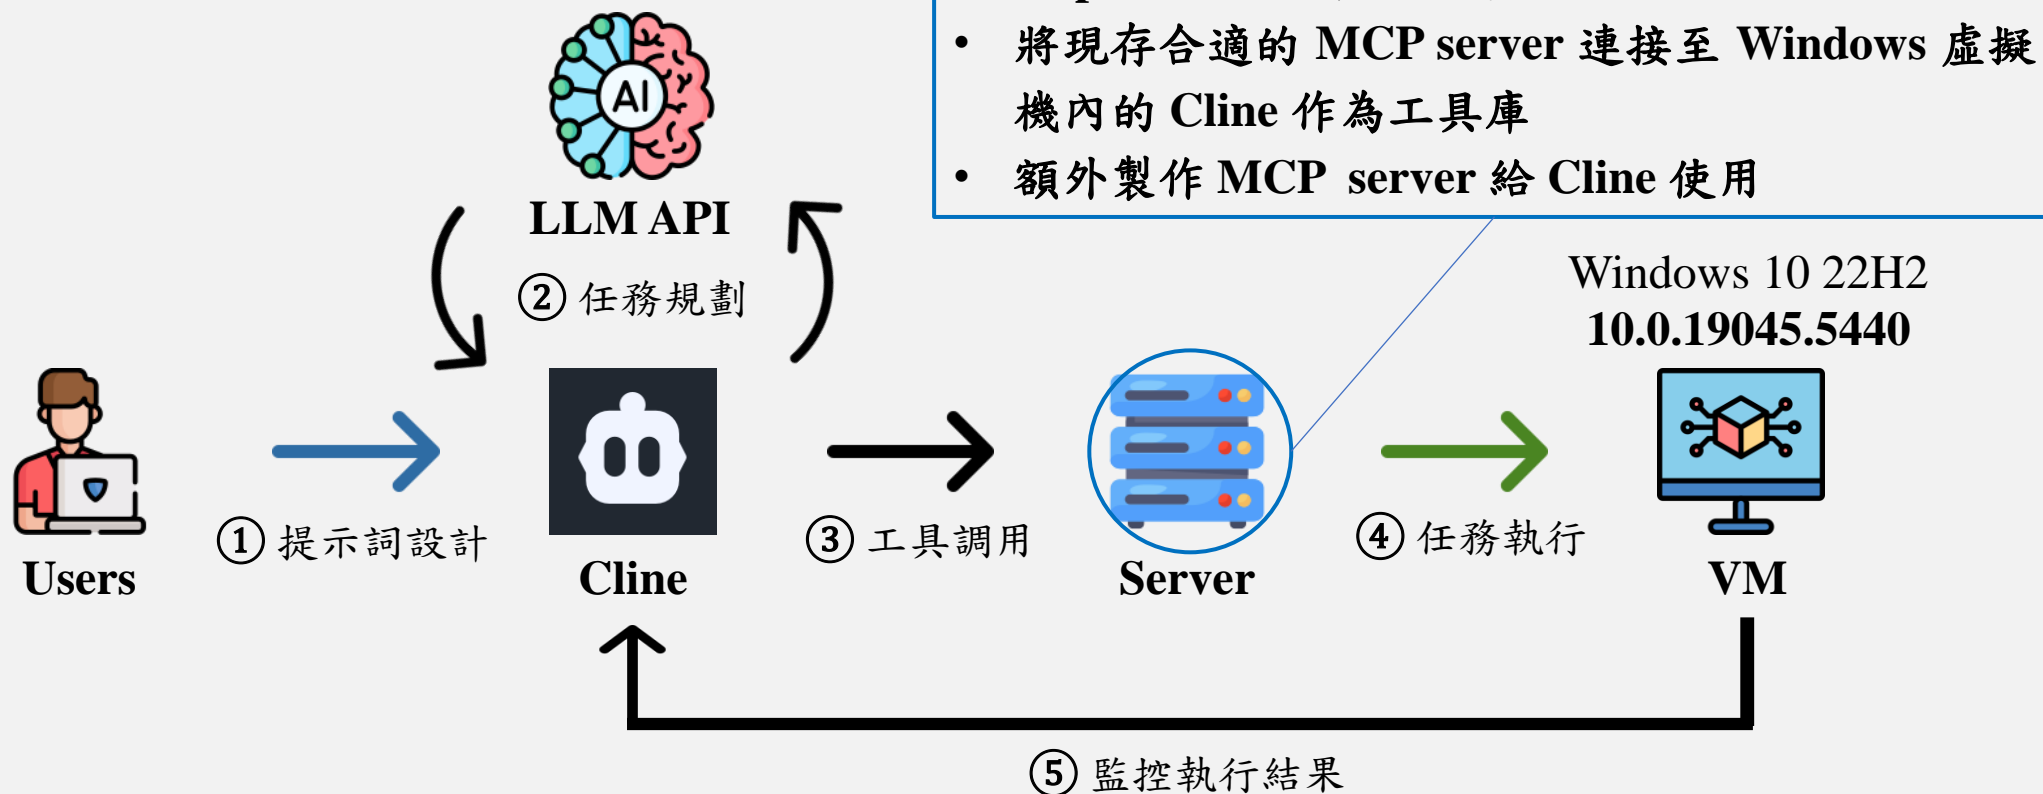 • 將現存合適的 MCP server 連接至 Windows 虛擬
機內的 Cline 作為工具庫
• 額外製作 MCP server 給 Cline 使用
AI
LLM API
② 任務規劃
Windows 10 22H2
10.0.19045.5440
① 提示詞設計
③ 工具調用
④ 任務執行
Users
Cline
Server
VM
⑤ 監控執行結果